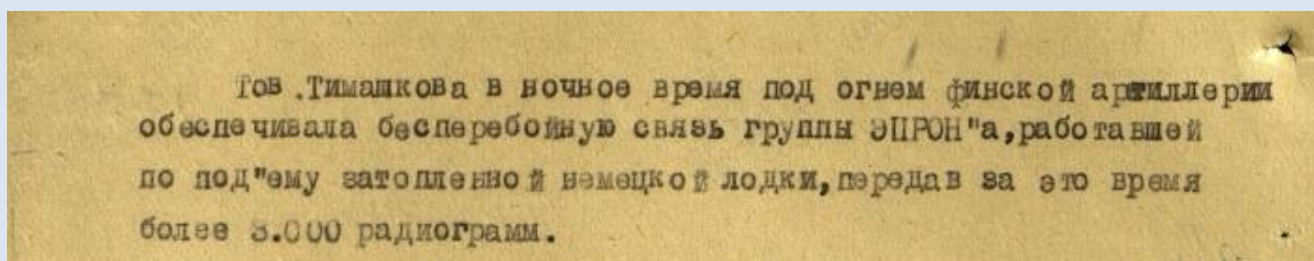 Тов.Тимашкова в ночное время под огнем финской артиллерии
обеспечивала бесперебойную связь группы ЭПРОН"а,работавшей
по под"ему затопленной немецкой лодки,передав за это время
более 3.000 радиограмм.